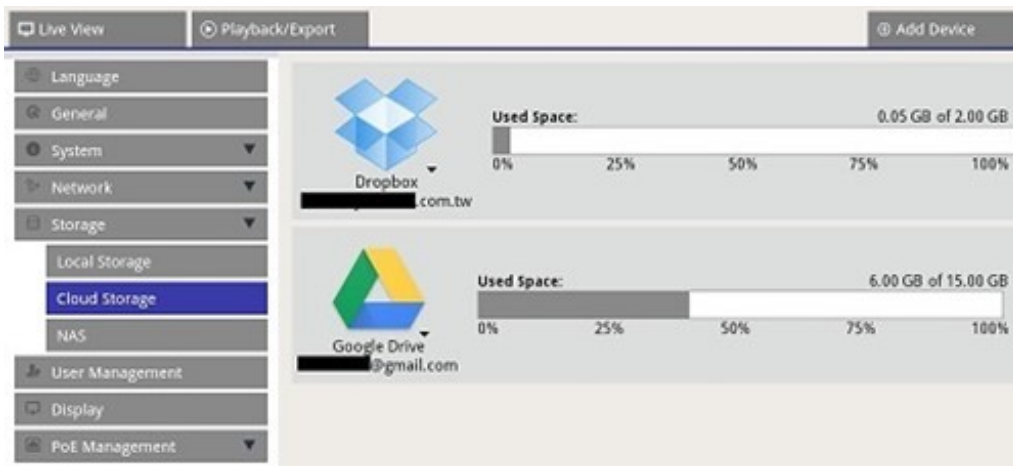 Live View
Playback/Export
Add Device
Language
General
System
Network
Storage
Local Storage
Cloud Storage
NAS
User Management
Display
PoE Management
Used Space:
0.05 GB of 2.00 GB
0% 25% 50% 75% 100%
Dropbox
.com.tw
Used Space:
6.00 GB of 15.00 GB
0% 25% 50% 75% 100%
Google Drive
@gmail.com